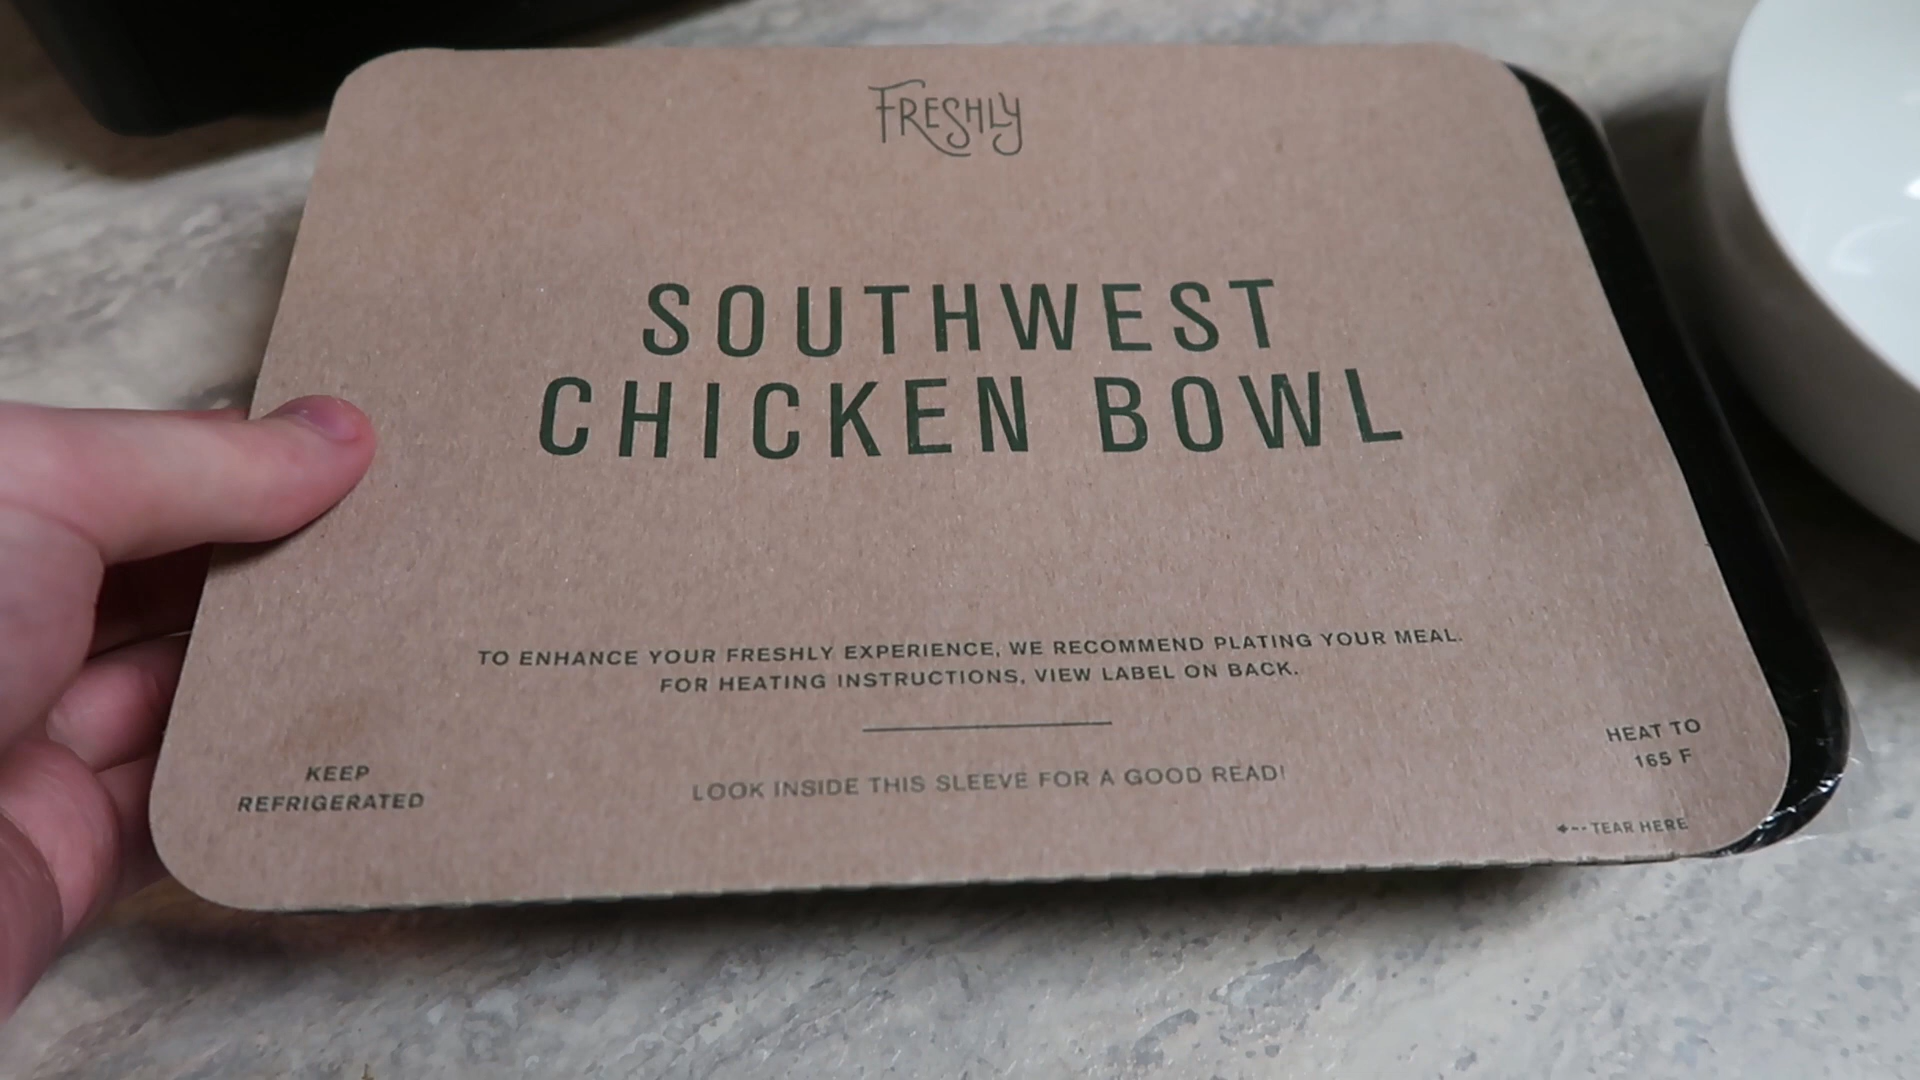 FRESHLY
SOUTHWEST
CHICKEN BOWL
TO ENHANCE YOUR FRESHLY EXPERIENCE, WE RECOMMEND PLATING YOUR MEAL.
FOR HEATING INSTRUCTIONS, VIEW LABEL ON BACK.
KEEP
REFRIGERATED
LOOK INSIDE THIS SLEEVE FOR A GOOD READ!
HEAT TO
165 F
TEAR HERE